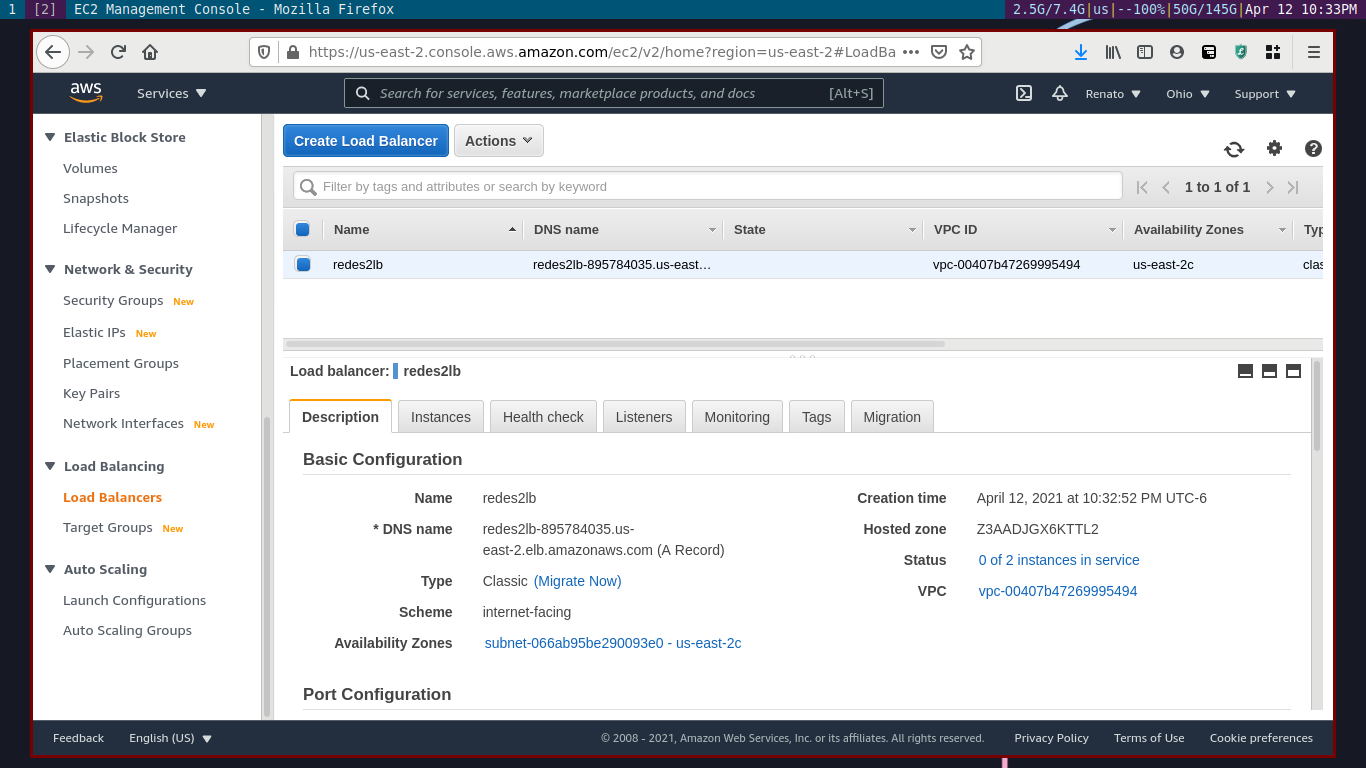 1 [2] EC2 Management Console - Mozilla Firefox 2.5G/7.4G|us|--100%|50G/145G|Apr 12 10:33PM
https://us-east-2.console.aws.amazon.com/ec2/v2/home?region=us-east-2#LoadBa
aws Services Search for services, features, marketplace products, and docs [Alt+S] Renato Ohio Support
Elastic Block Store
Volumes
Snapshots
Lifecycle Manager
Network & Security
Security Groups New
Elastic IPs New
Placement Groups
Key Pairs
Network Interfaces New
Load Balancing
Load Balancers
Target Groups New
Auto Scaling
Launch Configurations
Auto Scaling Groups
Create Load Balancer Actions
Filter by tags and attributes or search by keyword 1 to 1 of 1
Name DNS name State VPC ID Availability Zones Typ
redes2lb redes2lb-895784035.us-east… vpc-00407b47269995494 us-east-2c clas
Load balancer: redes2lb
Description Instances Health check Listeners Monitoring Tags Migration
Basic Configuration
Name redes2lb
* DNS name redes2lb-895784035.us-
east-2.elb.amazonaws.com (A Record)
Type Classic (Migrate Now)
Scheme internet-facing
Availability Zones subnet-066ab95be290093e0 - us-east-2c
Creation time April 12, 2021 at 10:32:52 PM UTC-6
Hosted zone Z3AADJGX6KTTL2
Status 0 of 2 instances in service
VPC vpc-00407b47269995494
Port Configuration
Feedback English (US) © 2008 - 2021, Amazon Web Services, Inc. or its affiliates. All rights reserved. Privacy Policy Terms of Use Cookie preferences